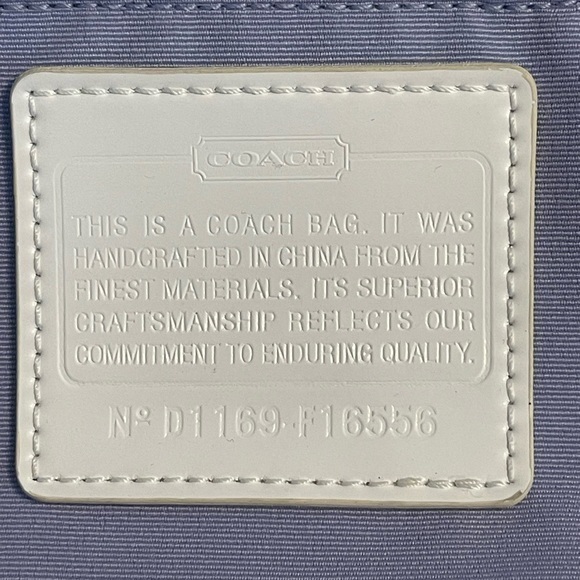 COACH
THIS IS A COACH BAG. IT WAS
HANDCRAFTED IN CHINA FROM THE
FINEST MATERIALS. ITS SUPERIOR
CRAFTSMANSHIP REFLECTS OUR
COMMITMENT TO ENDURING QUALITY.
Nº D1169-F16556